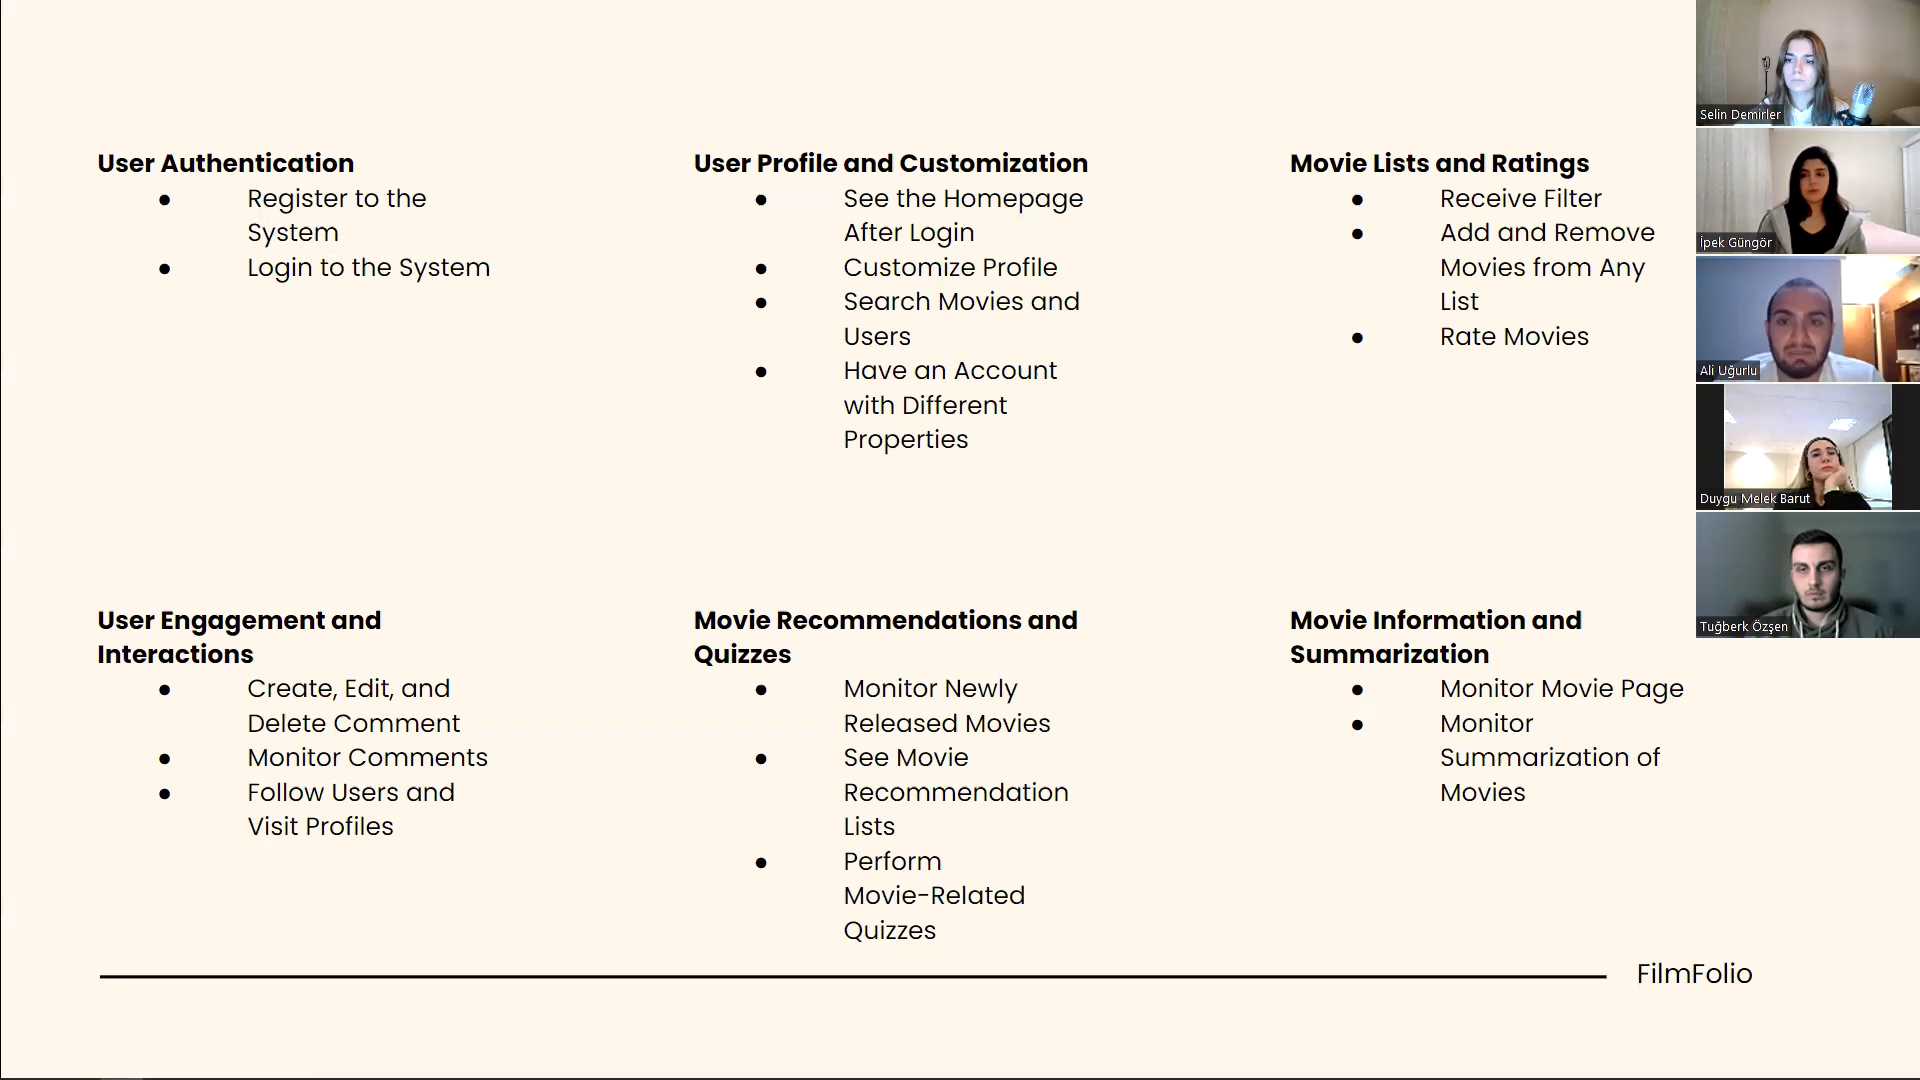 User Authentication
● Register to the
System
● Login to the System
User Profile and Customization
● See the Homepage
After Login
● Customize Profile
● Search Movies and
Users
● Have an Account
with Different
Properties
Movie Lists and Ratings
● Receive Filter
● Add and Remove
Movies from Any
List
● Rate Movies
User Engagement and
Interactions
● Create, Edit, and
Delete Comment
● Monitor Comments
● Follow Users and
Visit Profiles
Movie Recommendations and
Quizzes
● Monitor Newly
Released Movies
● See Movie
Recommendation
Lists
● Perform
Movie-Related
Quizzes
Movie Information and
Summarization
● Monitor Movie Page
● Monitor
Summarization of
Movies
FilmFolio
Selin Demirler
İpek Güngör
Ali Uğurlu
Duygu Melek Barut
Tuğberk Özşen